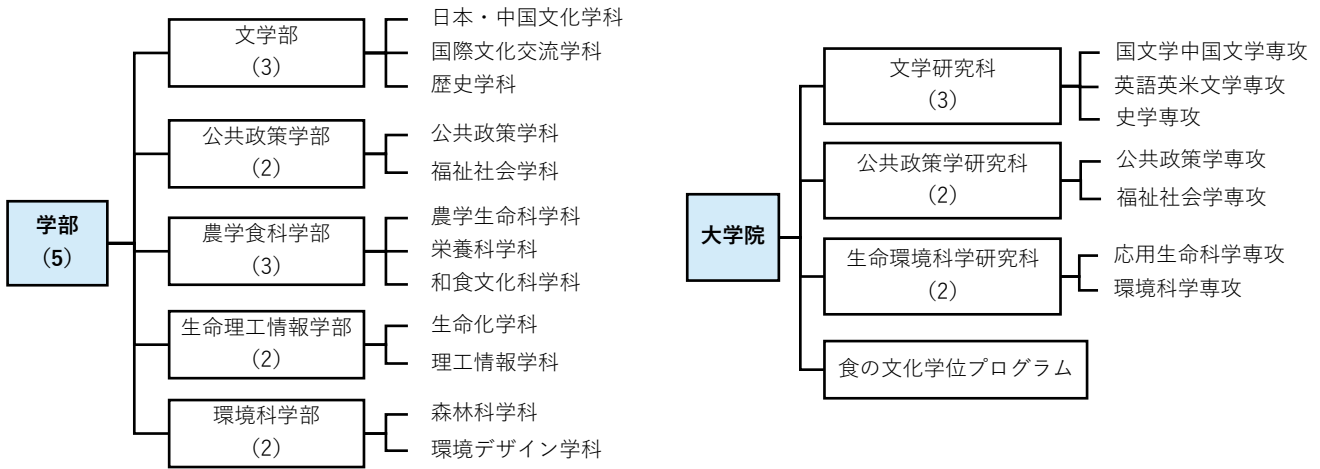 学部
(5)
文学部
(3)
日本・中国文化学科
国際文化交流学科
歴史学科
公共政策学部
(2)
公共政策学科
福祉社会学科
農学食科学部
(3)
農学生命科学科
栄養科学科
和食文化科学科
生命理工情報学部
(2)
生命化学科
理工情報学科
環境科学部
(2)
森林科学科
環境デザイン学科
大学院
文学研究科
(3)
国文学中国文学専攻
英語英米文学専攻
史学専攻
公共政策学研究科
(2)
公共政策学専攻
福祉社会学専攻
生命環境科学研究科
(2)
応用生命科学専攻
環境科学専攻
食の文化学位プログラム